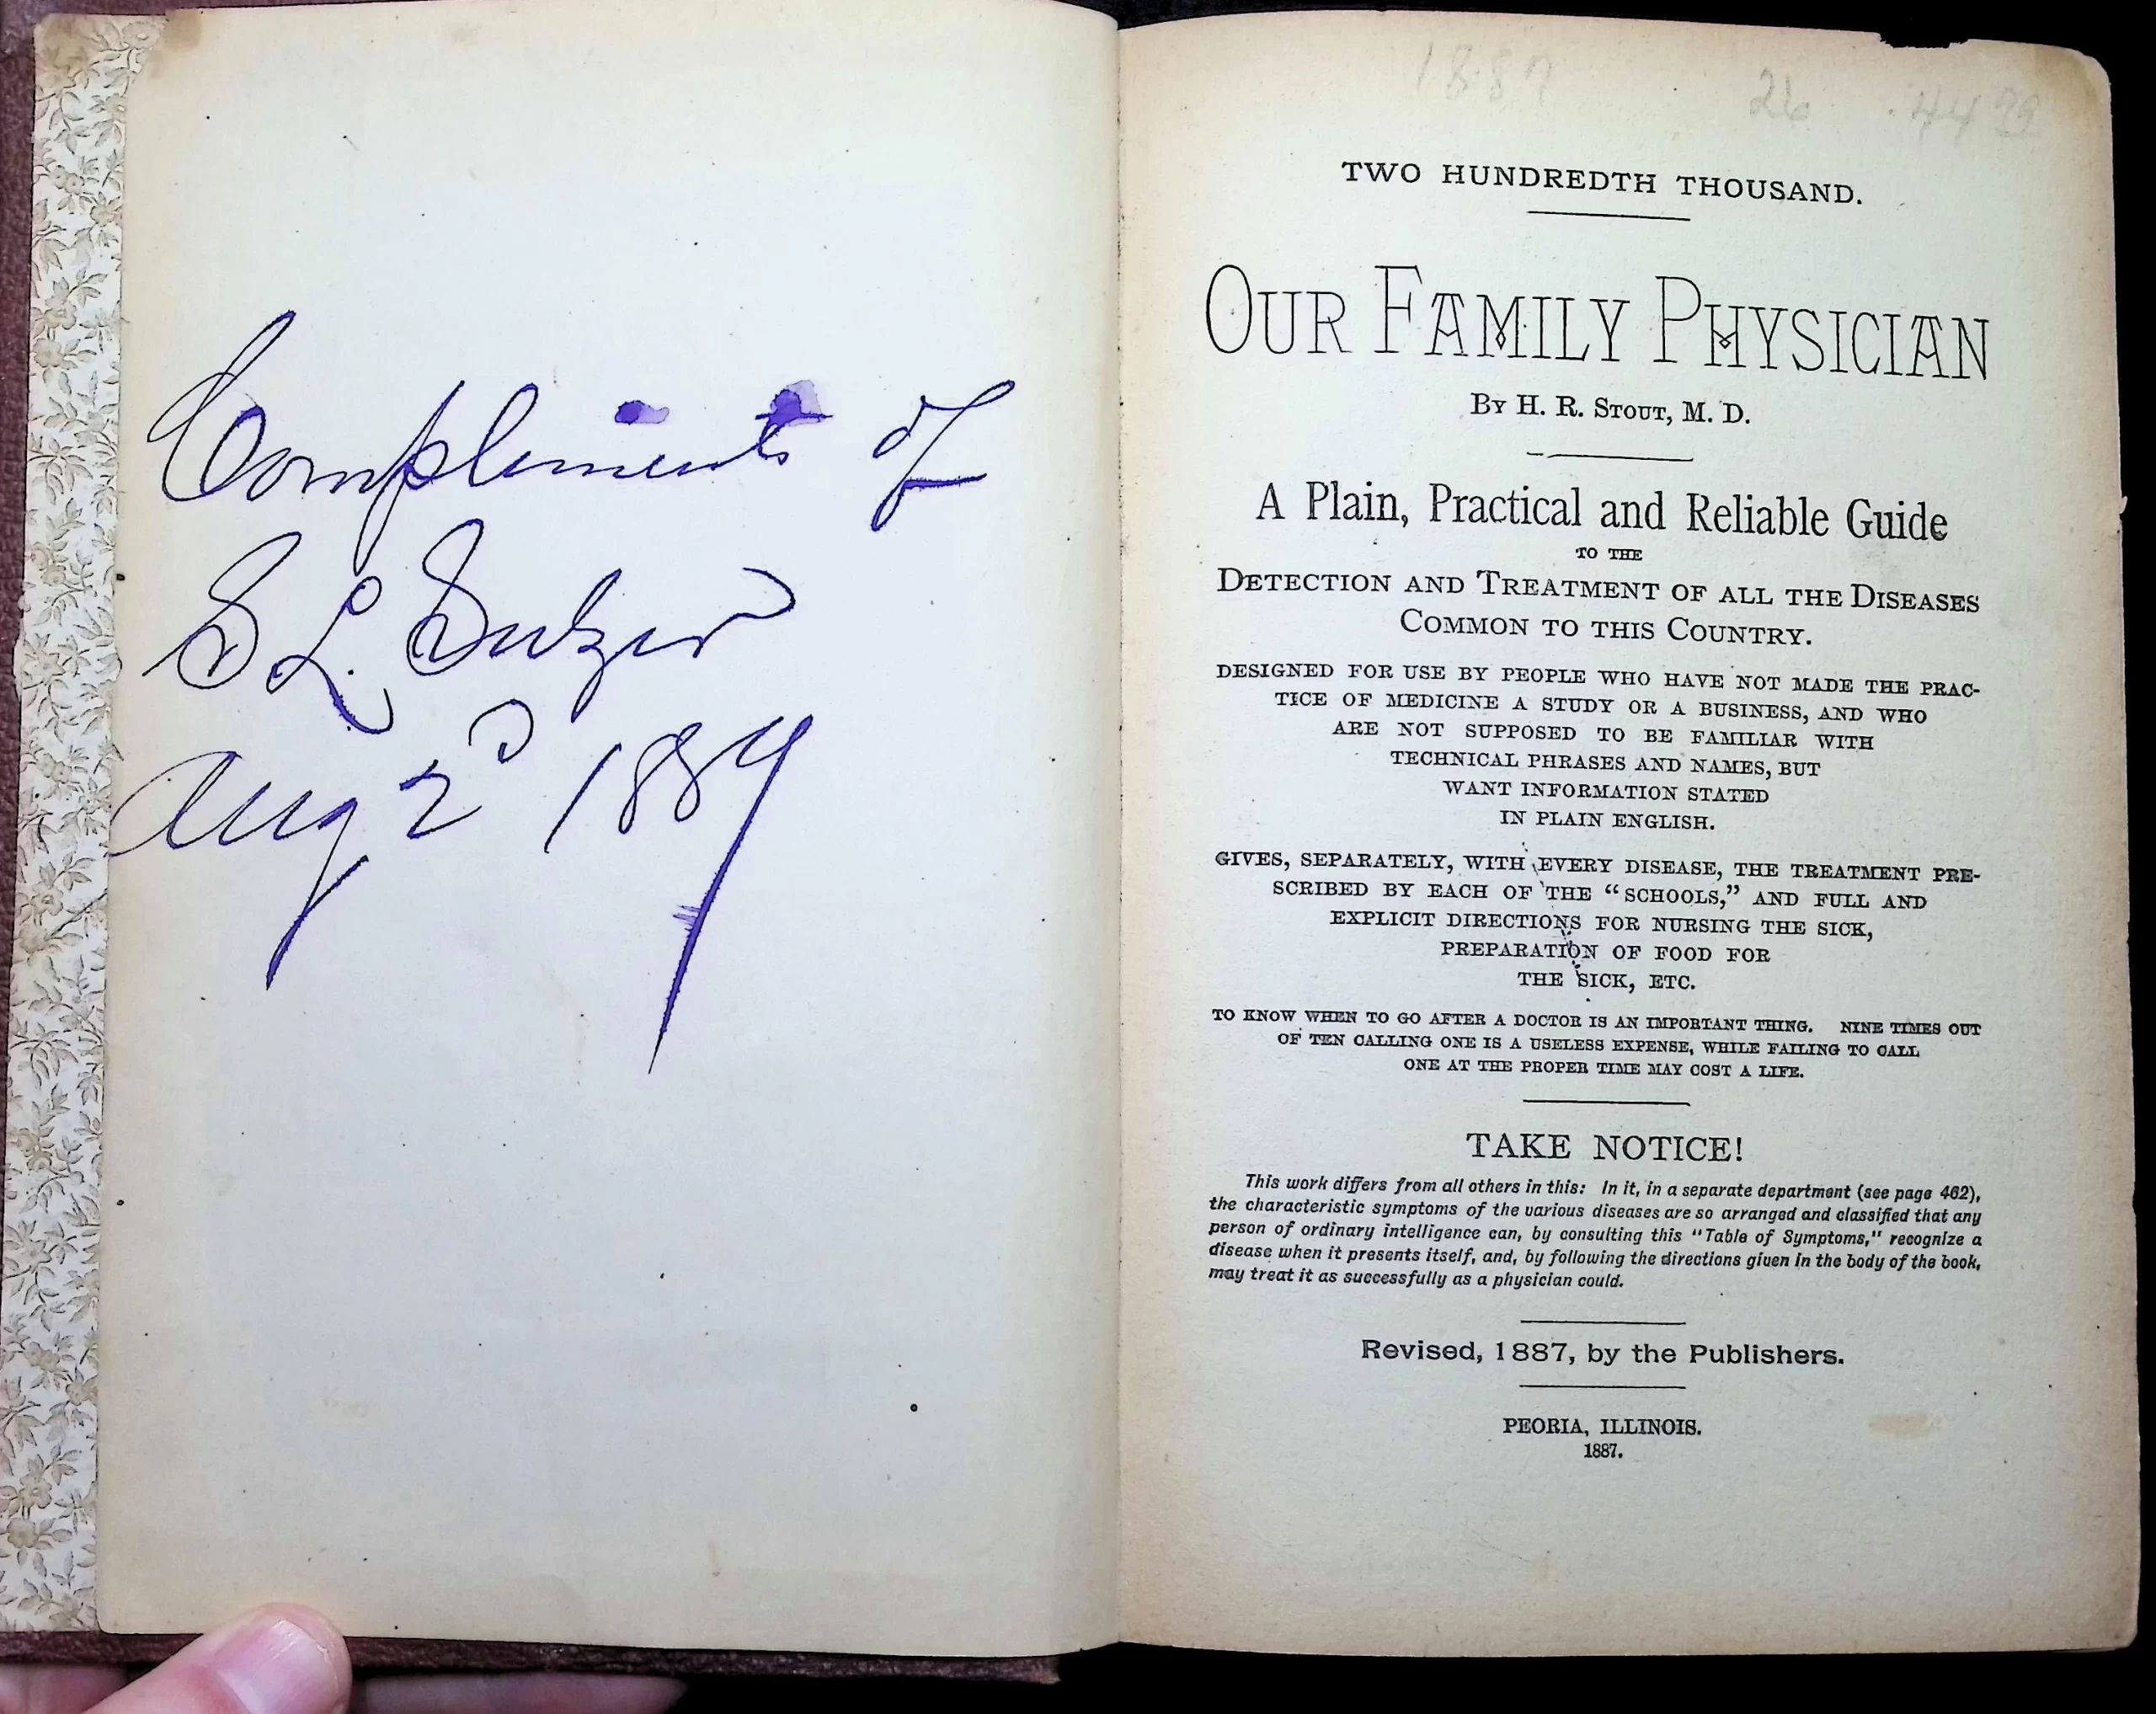 Compliments of
S L. Sulzer
Aug 2d 1887
1887 26 .44
TWO HUNDREDTH THOUSAND.
OUR FAMILY PHYSICIAN
BY H. R. STOUT, M. D.
A Plain, Practical and Reliable Guide
TO THE
DETECTION AND TREATMENT OF ALL THE DISEASES
COMMON TO THIS COUNTRY.
DESIGNED FOR USE BY PEOPLE WHO HAVE NOT MADE THE PRAC-
TICE OF MEDICINE A STUDY OR A BUSINESS, AND WHO
ARE NOT SUPPOSED TO BE FAMILIAR WITH
TECHNICAL PHRASES AND NAMES, BUT
WANT INFORMATION STATED
IN PLAIN ENGLISH.
GIVES, SEPARATELY, WITH EVERY DISEASE, THE TREATMENT PRE-
SCRIBED BY EACH OF THE "SCHOOLS," AND FULL AND
EXPLICIT DIRECTIONS FOR NURSING THE SICK,
PREPARATION OF FOOD FOR
THE SICK, ETC.
TO KNOW WHEN TO GO AFTER A DOCTOR IS AN IMPORTANT THING. NINE TIMES OUT
OF TEN CALLING ONE IS A USELESS EXPENSE, WHILE FAILING TO CALL
ONE AT THE PROPER TIME MAY COST A LIFE.
TAKE NOTICE!
This work differs from all others in this: In it, in a separate department (see page 462),
the characteristic symptoms of the various diseases are so arranged and classified that any
person of ordinary intelligence can, by consulting this "Table of Symptoms," recognize a
disease when it presents itself, and, by following the directions given in the body of the book,
may treat it as successfully as a physician could.
Revised, 1887, by the Publishers.
PEORIA, ILLINOIS.
1887.